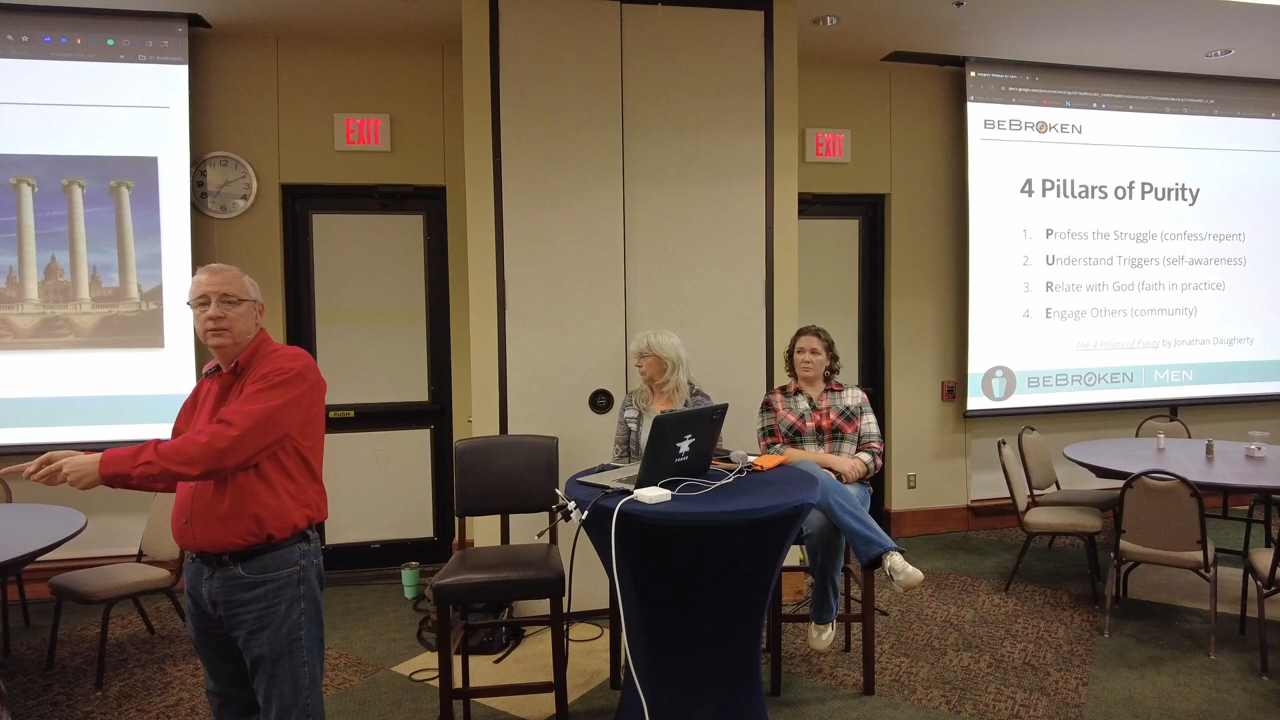 EXIT
EXIT
12
PUSH
BEBROKEN
4 Pillars of Purity
1. Profess the Struggle (confess/repent)
2. Understand Triggers (self-awareness)
3. Relate with God (faith in practice)
4. Engage Others (community)
The 4 Pillars of Purity by Jonathan Daugherty
BEBROKEN | MEN